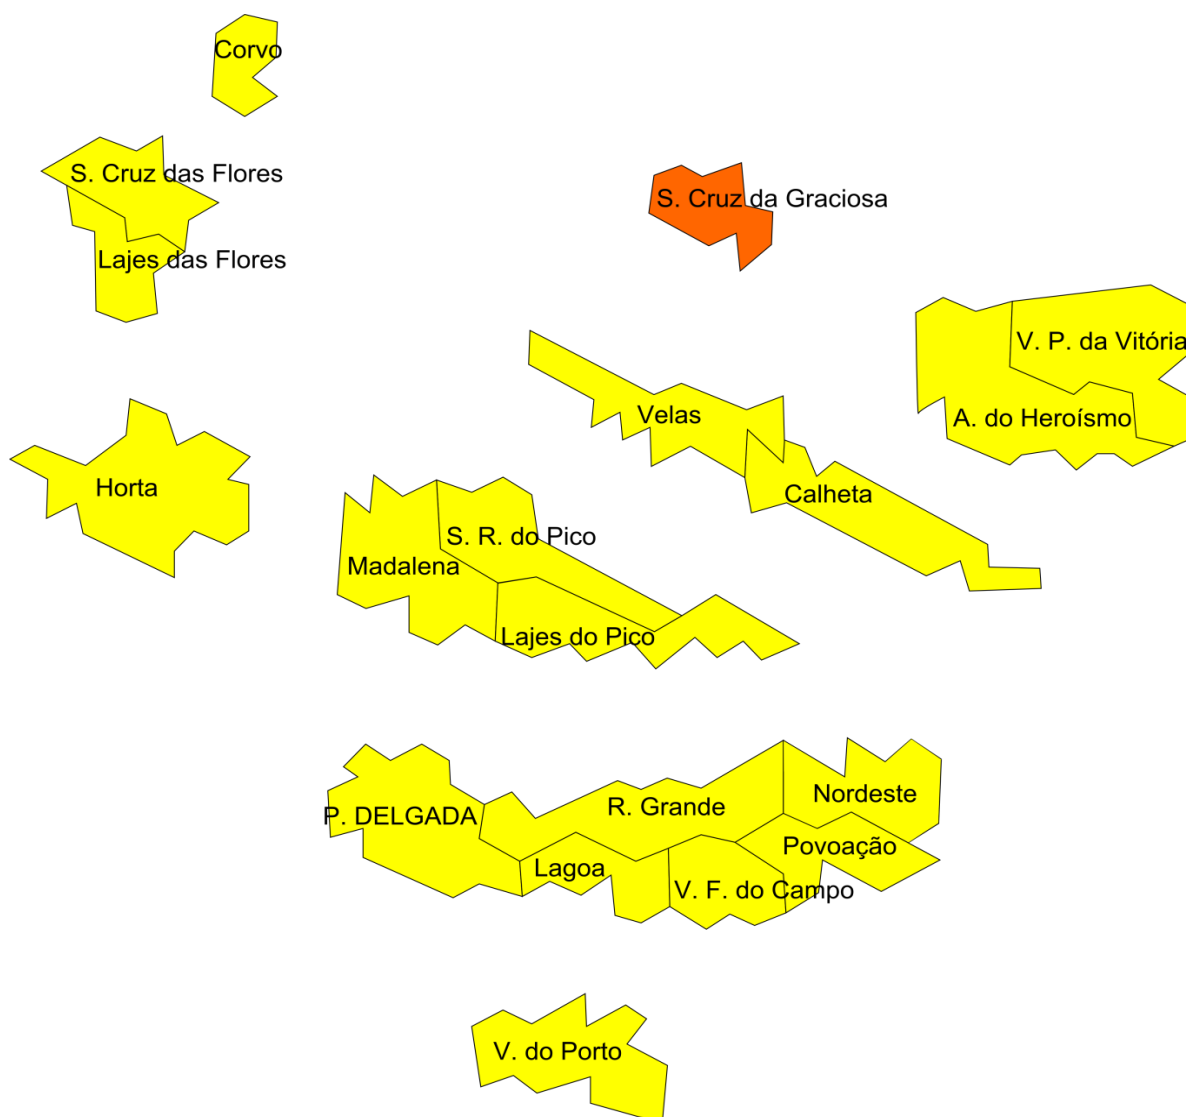 Corvo
S. Cruz das Flores
S. Cruz da Graciosa
Lajes das Flores
V. P. da Vitória
Velas
A. do Heroísmo
Horta
Calheta
S. R. do Pico
Madalena
Lajes do Pico
Nordeste
R. Grande
P. DELGADA
Povoação
Lagoa
V. F. do Campo
V. do Porto